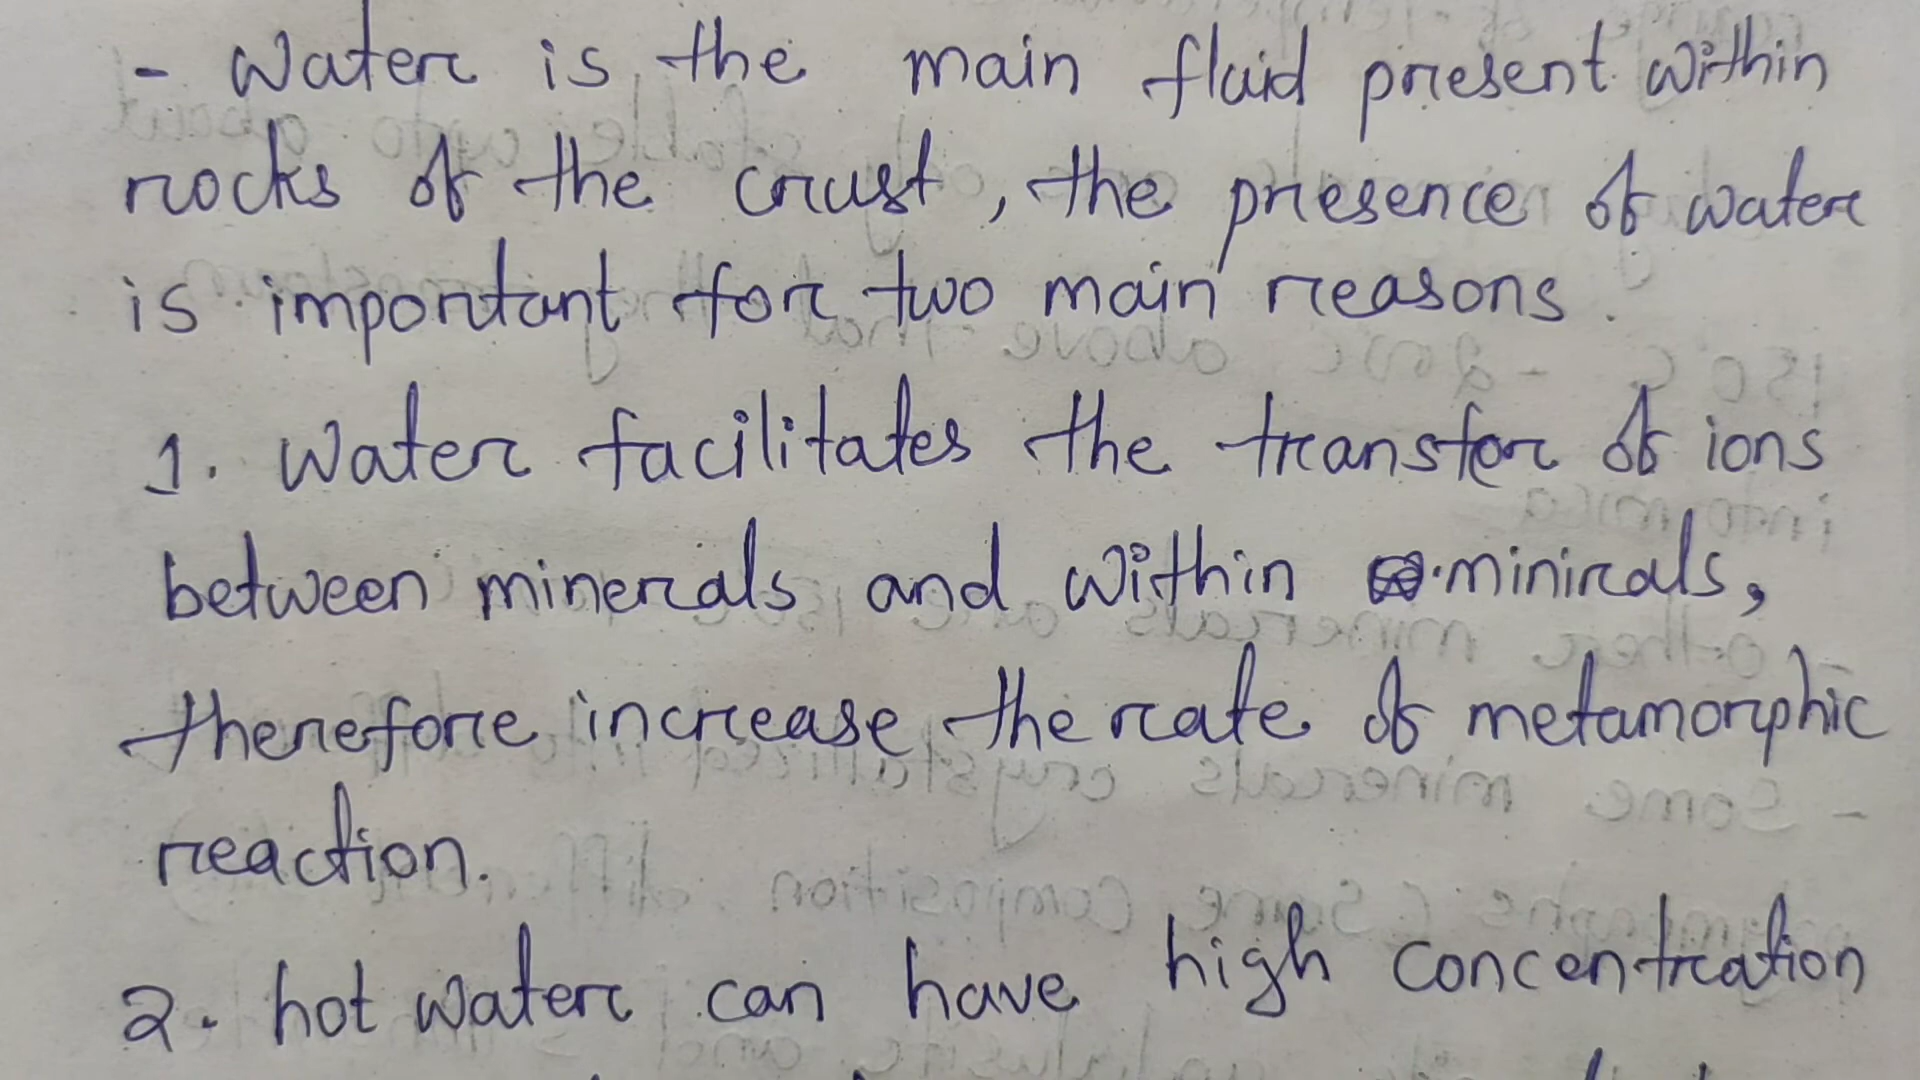 - Water is the main fluid present within
rocks of the crust, the presence of water
is important for two main reasons.
1. Water facilitates the transfer of ions
between minerals and within minirals,
therefore increase the rate of metamorphic
reaction.
2. hot water can have high concentration